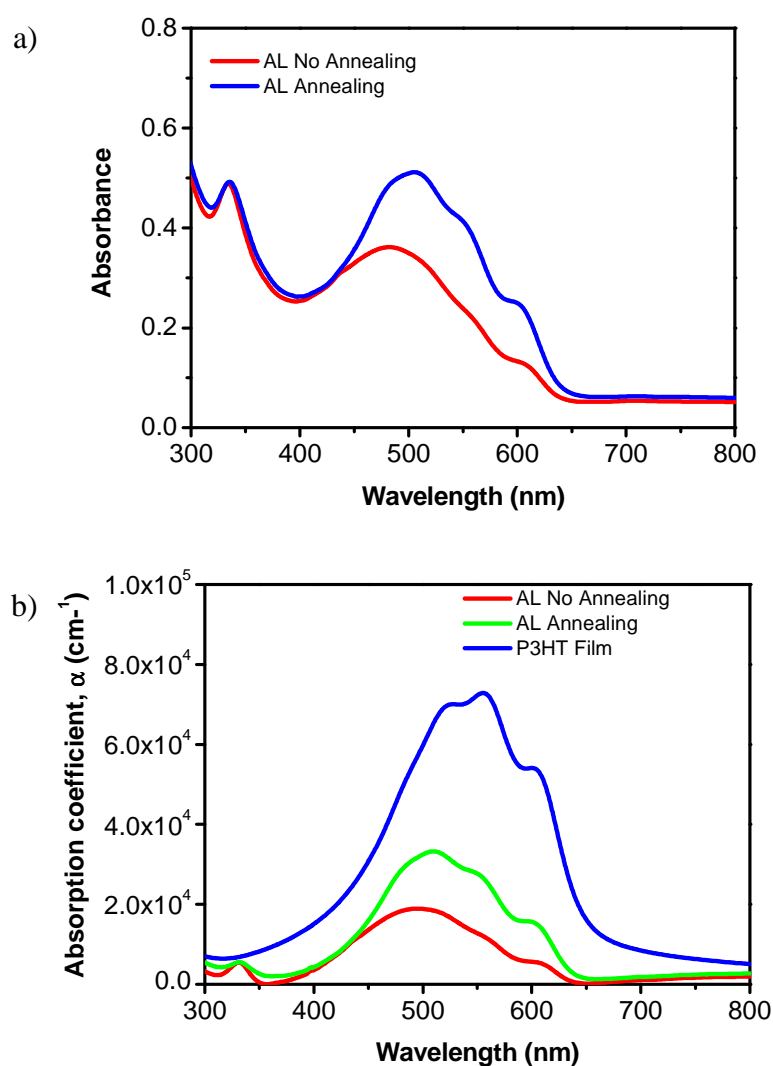 a)
0.8
AL No Annealing
AL Annealing
0.6
0.4
0.2
0.0
Absorbance
300 400 500 600 700 800
Wavelength (nm)
b)
1.0x10⁵
AL No Annealing
AL Annealing
P3HT Film
8.0x10⁴
6.0x10⁴
4.0x10⁴
2.0x10⁴
0.0
Absorption coefficient, α (cm-¹)
300 400 500 600 700 800
Wavelength (nm)